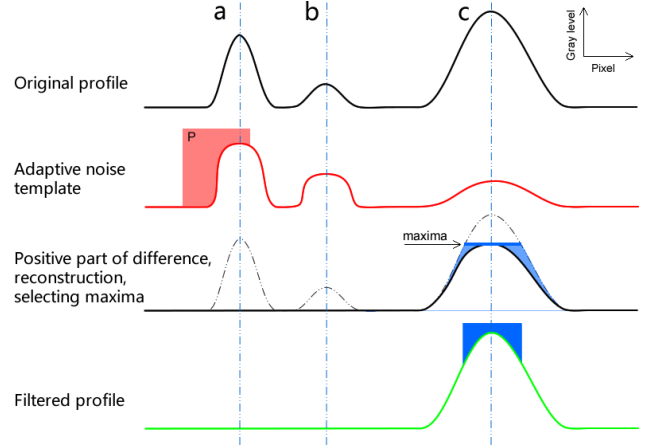 a
b
c
Gray level
Pixel
Original profile
P
Adaptive noise
template
maxima
Positive part of difference,
reconstruction,
selecting maxima
Filtered profile